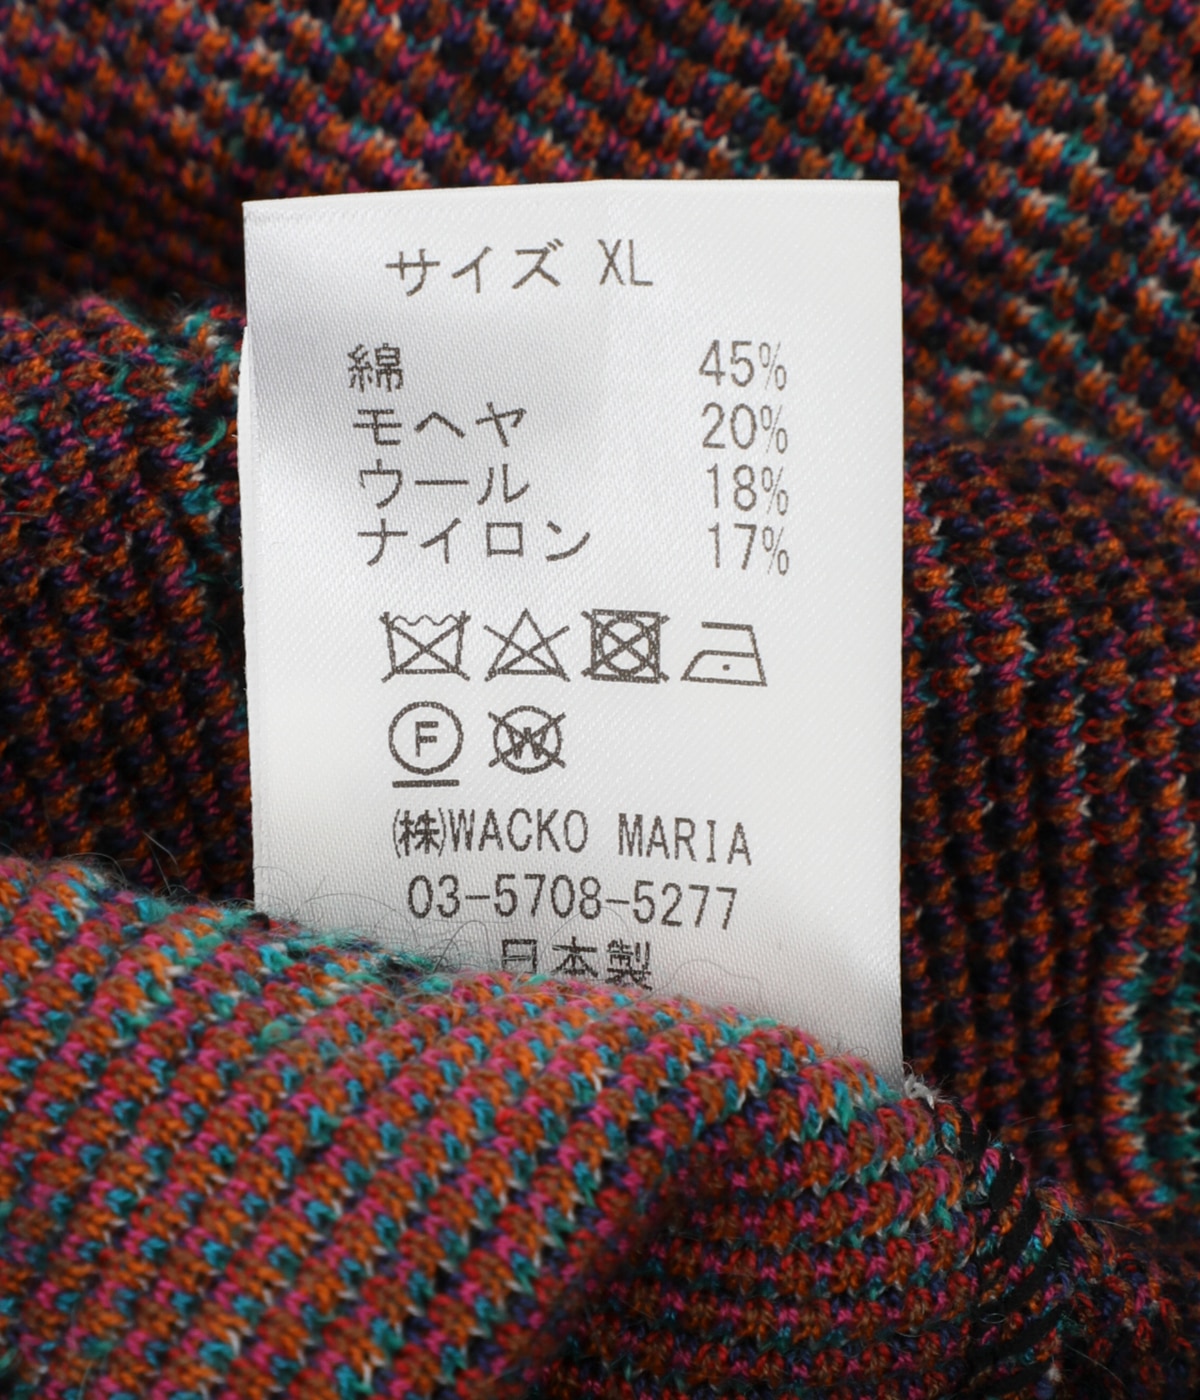 サイズ XL
綿 45%
モヘヤ 20%
ウール 18%
ナイロン 17%
F W
㈱WACKO MARIA
03-5708-5277
日本製